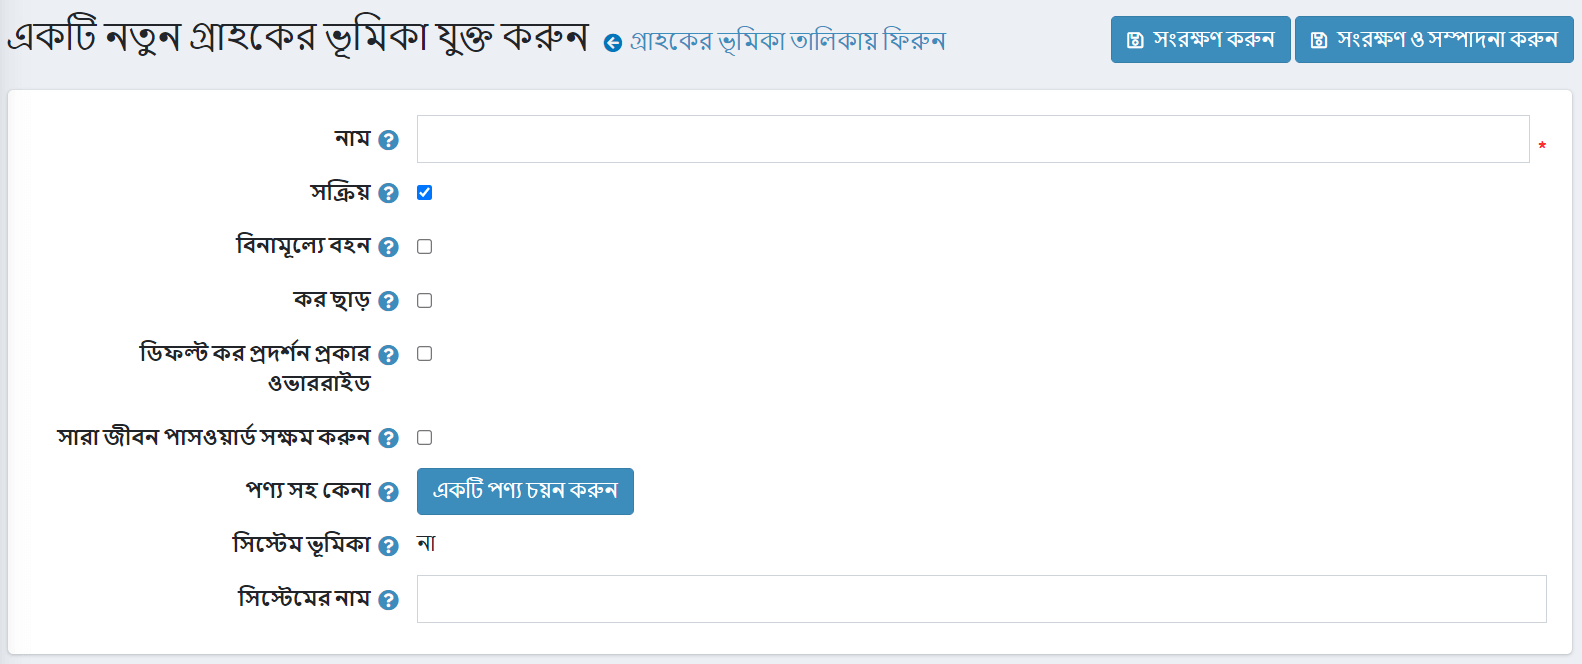 একটি নতুন গ্রাহকের ভূমিকা যুক্ত করুন গ্রাহকের ভূমিকা তালিকায় ফিরুন সংরক্ষণ করুন সংরক্ষণ ও সম্পাদনা করুন
নাম *
সক্রিয়
বিনামূল্যে বহন
কর ছাড়
ডিফল্ট কর প্রদর্শন প্রকার
ওভাররাইড
সারা জীবন পাসওয়ার্ড সক্ষম করুন
পণ্য সহ কেনা একটি পণ্য চয়ন করুন
সিস্টেম ভূমিকা না
সিস্টেমের নাম